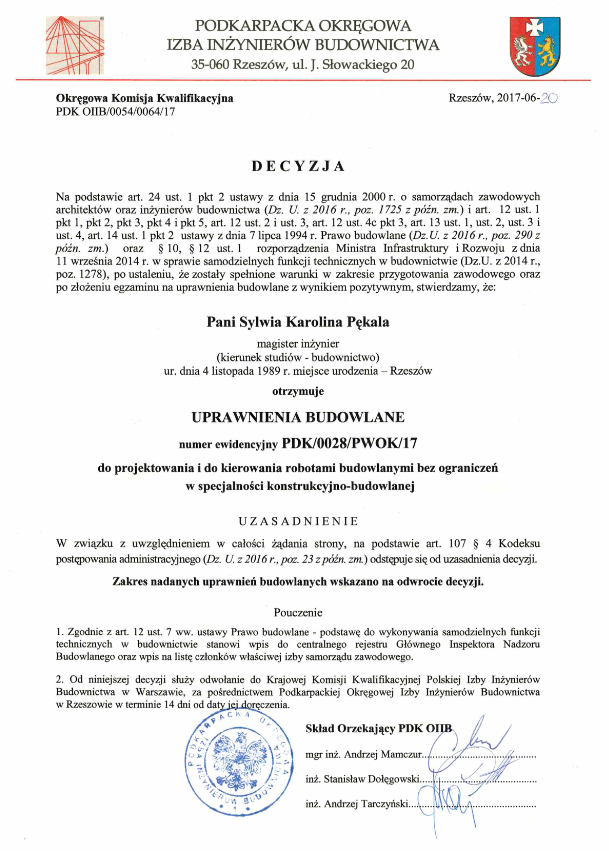 PODKARPACKA OKRĘGOWA
IZBA INŻYNIERÓW BUDOWNICTWA
35-060 Rzeszów, ul. J. Słowackiego 20
Okręgowa Komisja Kwalifikacyjna
PDK OIIB/0054/0064/17
Rzeszów, 2017-06-20
DECYZJA
Na podstawie art. 24 ust. 1 pkt 2 ustawy z dnia 15 grudnia 2000 r. o samorządach zawodowych
architektów oraz inżynierów budownictwa (Dz. U. z 2016 r., poz. 1725 z późn. zm.) i art. 12 ust. 1
pkt 1, pkt 2, pkt 3, pkt 4 i pkt 5, art. 12 ust. 2 i ust. 3, art. 12 ust. 4c pkt 3, art. 13 ust. 1, ust. 2, ust. 3 i
ust. 4, art. 14 ust. 1 pkt 2 ustawy z dnia 7 lipca 1994 r. Prawo budowlane (Dz.U. z 2016 r., poz. 290 z
późn. zm.) oraz § 10, § 12 ust. 1 rozporządzenia Ministra Infrastruktury i Rozwoju z dnia
11 września 2014 r. w sprawie samodzielnych funkcji technicznych w budownictwie (Dz.U. z 2014 r.,
poz. 1278), po ustaleniu, że zostały spełnione warunki w zakresie przygotowania zawodowego oraz
po złożeniu egzaminu na uprawnienia budowlane z wynikiem pozytywnym, stwierdzamy, że:
Pani Sylwia Karolina Pękala
magister inżynier
(kierunek studiów - budownictwo)
ur. dnia 4 listopada 1989 r. miejsce urodzenia – Rzeszów
otrzymuje
UPRAWNIENIA BUDOWLANE
numer ewidencyjny PDK/0028/PWOK/17
do projektowania i do kierowania robotami budowlanymi bez ograniczeń
w specjalności konstrukcyjno-budowlanej
UZASADNIENIE
W związku z uwzględnieniem w całości żądania strony, na podstawie art. 107 § 4 Kodeksu
postępowania administracyjnego (Dz. U. z 2016 r., poz. 23 z późn. zm.) odstępuje się od uzasadnienia decyzji.
Zakres nadanych uprawnień budowlanych wskazano na odwrocie decyzji.
Pouczenie
1. Zgodnie z art. 12 ust. 7 ww. ustawy Prawo budowlane - podstawę do wykonywania samodzielnych funkcji
technicznych w budownictwie stanowi wpis do centralnego rejestru Głównego Inspektora Nadzoru
Budowlanego oraz wpis na listę członków właściwej izby samorządu zawodowego.
2. Od niniejszej decyzji służy odwołanie do Krajowej Komisji Kwalifikacyjnej Polskiej Izby Inżynierów
Budownictwa w Warszawie, za pośrednictwem Podkarpackiej Okręgowej Izby Inżynierów Budownictwa
w Rzeszowie w terminie 14 dni od daty jej doręczenia.
PODKARPACKA OKRĘGOWA
IZBA INŻYNIERÓW BUDOWNICTWA
Skład Orzekający PDK OIIB
mgr inż. Andrzej Mamczur
inż. Stanisław Dołęgowski
inż. Andrzej Tarczyński